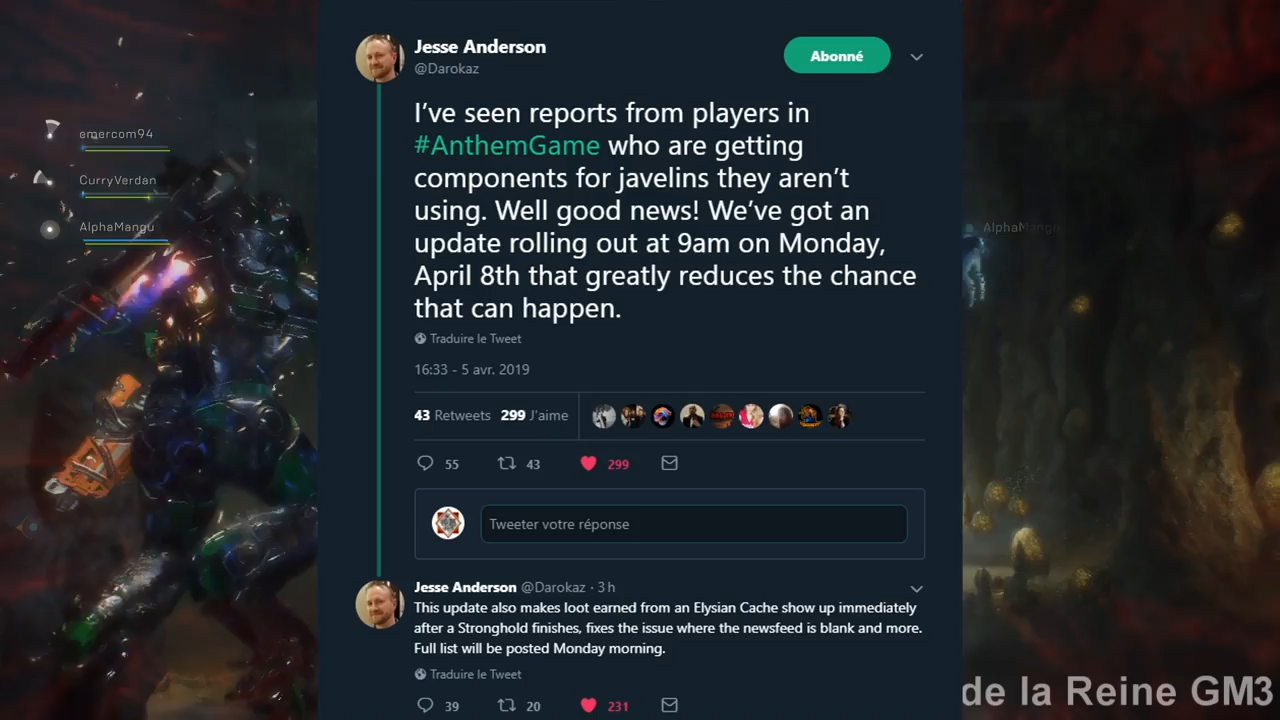 Jesse Anderson
@Darokaz
Abonné
I've seen reports from players in
#AnthemGame who are getting
components for javelins they aren't
using. Well good news! We've got an
update rolling out at 9am on Monday,
April 8th that greatly reduces the chance
that can happen.
Traduire le Tweet
16:33 - 5 avr. 2019
43 Retweets 299 J'aime
55 43 299
Tweeter votre réponse
Jesse Anderson @Darokaz · 3 h
This update also makes loot earned from an Elysian Cache show up immediately
after a Stronghold finishes, fixes the issue where the newsfeed is blank and more.
Full list will be posted Monday morning.
Traduire le Tweet
39 20 231
emercom94
CurryVerdan
AlphaMangu
AlphaMangu
de la Reine GM3